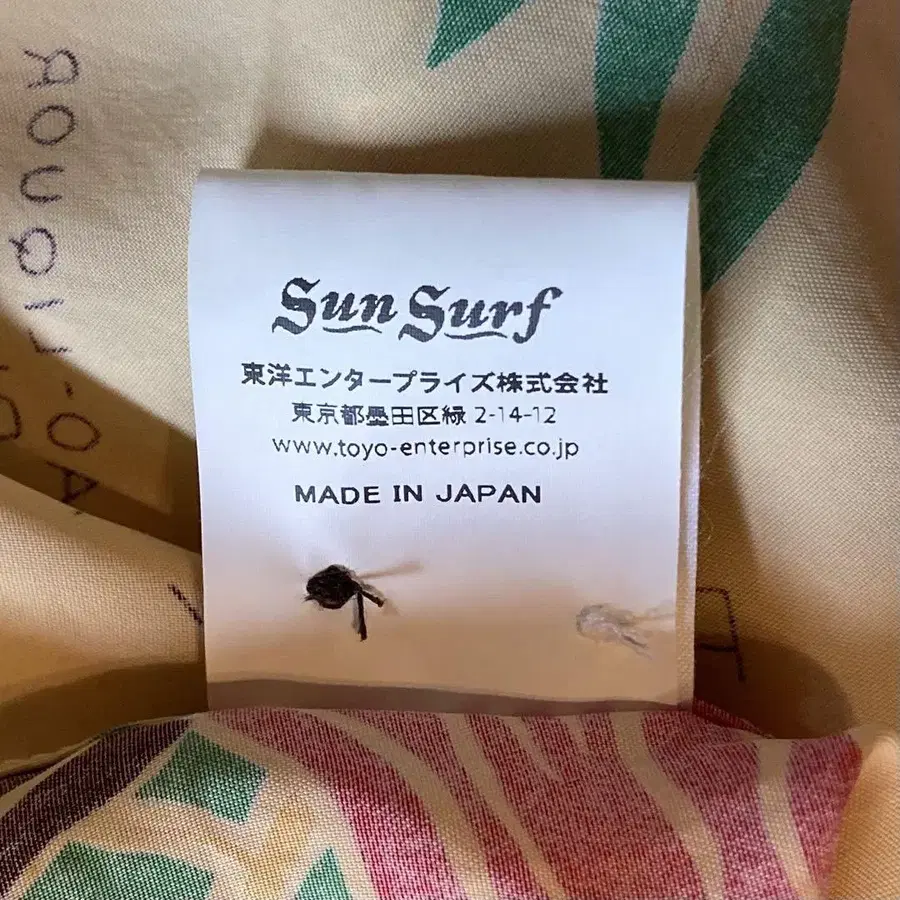 Sun Surf
東洋エンタープライズ株式会社
東京都墨田区緑 2-14-12
www.toyo-enterprise.co.jp
MADE IN JAPAN